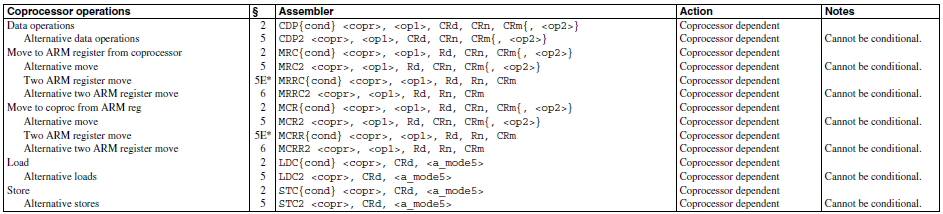 Coprocessor operations § Assembler Action Notes
Data operations 2 CDP{cond} <copr>, <op1>, CRd, CRn, CRm{, <op2>} Coprocessor dependent
Alternative data operations 5 CDP2 <copr>, <op1>, CRd, CRn, CRm{, <op2>} Coprocessor dependent Cannot be conditional.
Move to ARM register from coprocessor 2 MRC{cond} <copr>, <op1>, Rd, CRn, CRm{, <op2>} Coprocessor dependent
Alternative move 5 MRC2 <copr>, <op1>, Rd, CRn, CRm{, <op2>} Coprocessor dependent Cannot be conditional.
Two ARM register move 5E* MRRC{cond} <copr>, <op1>, Rd, Rn, CRm Coprocessor dependent
Alternative two ARM register move 6 MRRC2 <copr>, <op1>, Rd, Rn, CRm Coprocessor dependent Cannot be conditional.
Move to coproc from ARM reg 2 MCR{cond} <copr>, <op1>, Rd, CRn, CRm{, <op2>} Coprocessor dependent
Alternative move 5 MCR2 <copr>, <op1>, Rd, CRn, CRm{, <op2>} Coprocessor dependent Cannot be conditional.
Two ARM register move 5E* MCRR{cond} <copr>, <op1>, Rd, Rn, CRm Coprocessor dependent
Alternative two ARM register move 6 MCRR2 <copr>, <op1>, Rd, Rn, CRm Coprocessor dependent Cannot be conditional.
Load 2 LDC{cond} <copr>, CRd, <a_mode5> Coprocessor dependent
Alternative loads 5 LDC2 <copr>, CRd, <a_mode5> Coprocessor dependent Cannot be conditional.
Store 2 STC{cond} <copr>, CRd, <a_mode5> Coprocessor dependent
Alternative stores 5 STC2 <copr>, CRd, <a_mode5> Coprocessor dependent Cannot be conditional.